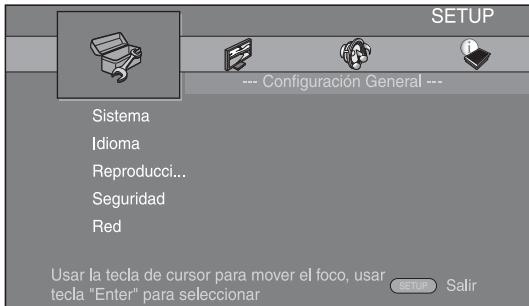 SETUP
--- Configuración General ---
Sistema
Idioma
Reproducci...
Seguridad
Red
Usar la tecla de cursor para mover el foco, usar
tecla "Enter" para seleccionar
SETUP Salir